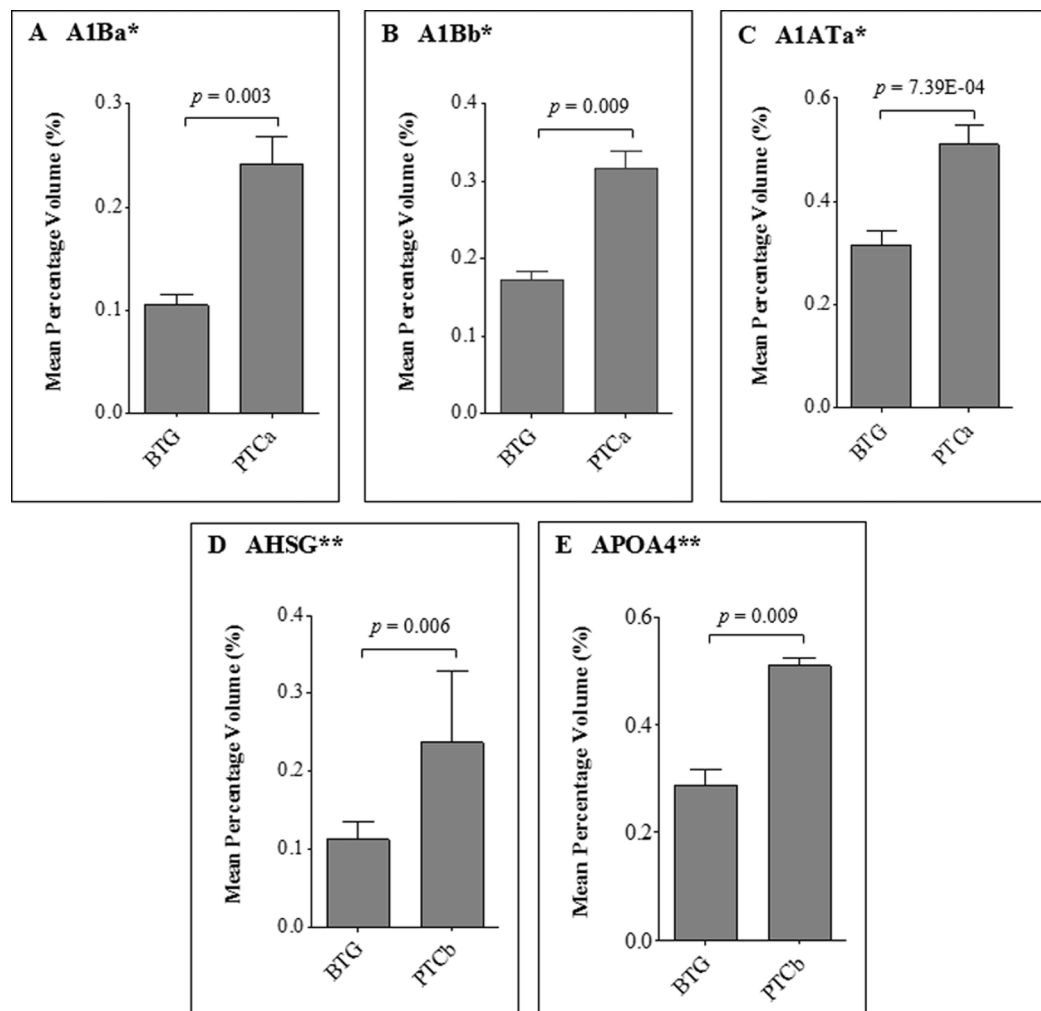 A A1Ba*
p = 0.003
Mean Percentage Volume (%)
0.3
0.2
0.1
0.0
BTG
PTCa
B A1Bb*
p = 0.009
Mean Percentage Volume (%)
0.4
0.3
0.2
0.1
0.0
BTG
PTCa
C A1ATa*
p = 7.39E-04
Mean Percentage Volume (%)
0.6
0.4
0.2
0.0
BTG
PTCa
D AHSG**
p = 0.006
Mean Percentage Volume (%)
0.4
0.3
0.2
0.1
0.0
BTG
PTCb
E APOA4**
p = 0.009
Mean Percentage Volume (%)
0.6
0.4
0.2
0.0
BTG
PTCb